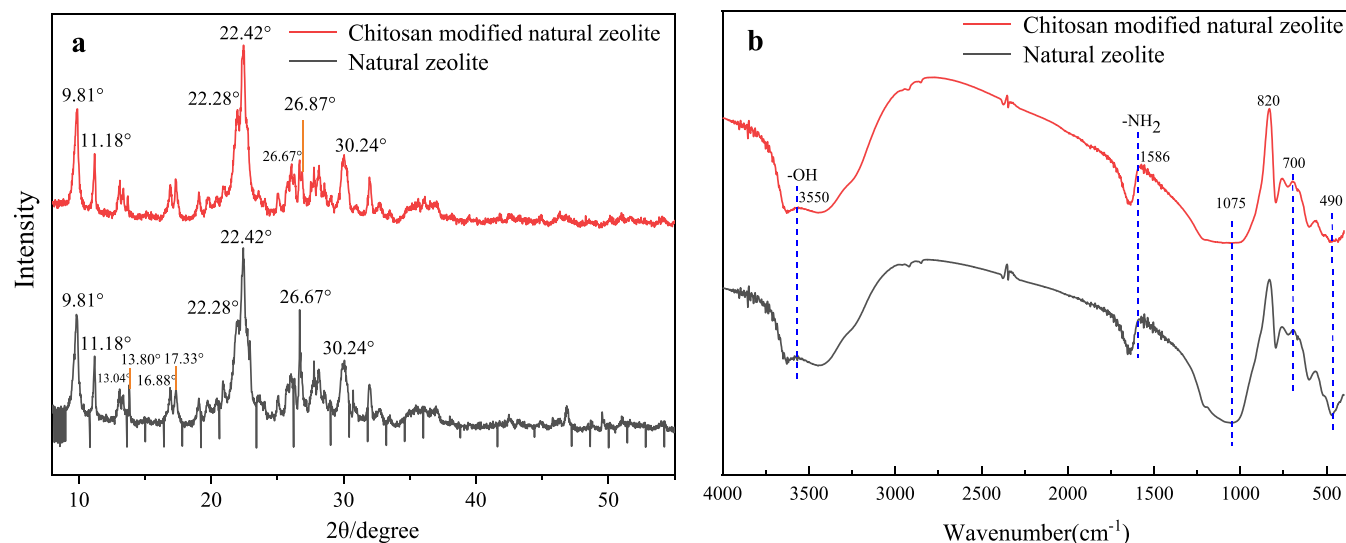 a
Chitosan modified natural zeolite
Natural zeolite
22.42°
9.81°
11.18°
22.28°
26.87°
26.67°
30.24°
22.42°
9.81°
11.18°
13.04°
13.80°
16.88°
17.33°
22.28°
26.67°
30.24°
Intensity
10 20 30 40 50
2θ/degree
b
Chitosan modified natural zeolite
Natural zeolite
-OH
3550
-NH₂
1586
1075
820
700
490
4000 3500 3000 2500 2000 1500 1000 500
Wavenumber(cm⁻¹)